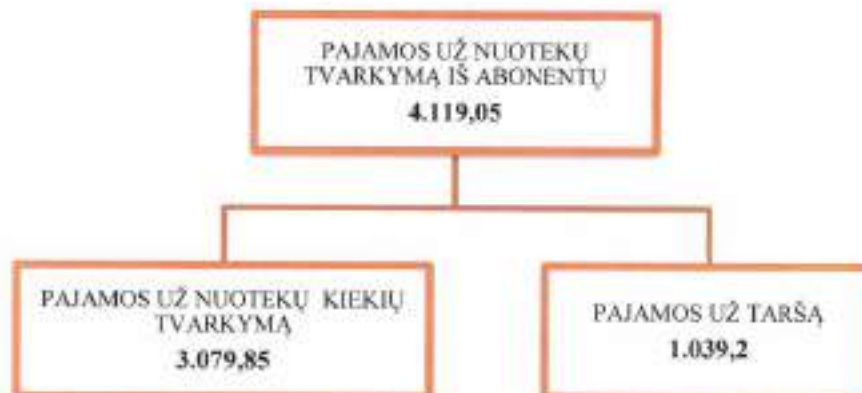 PAJAMOS UŽ NUOTEKŲ
TVARKYMĄ IŠ ABONENTŲ
4.119,05
PAJAMOS UŽ NUOTEKŲ KIEKIŲ
TVARKYMĄ
3.079,85
PAJAMOS UŽ TARŠĄ
1.039,2